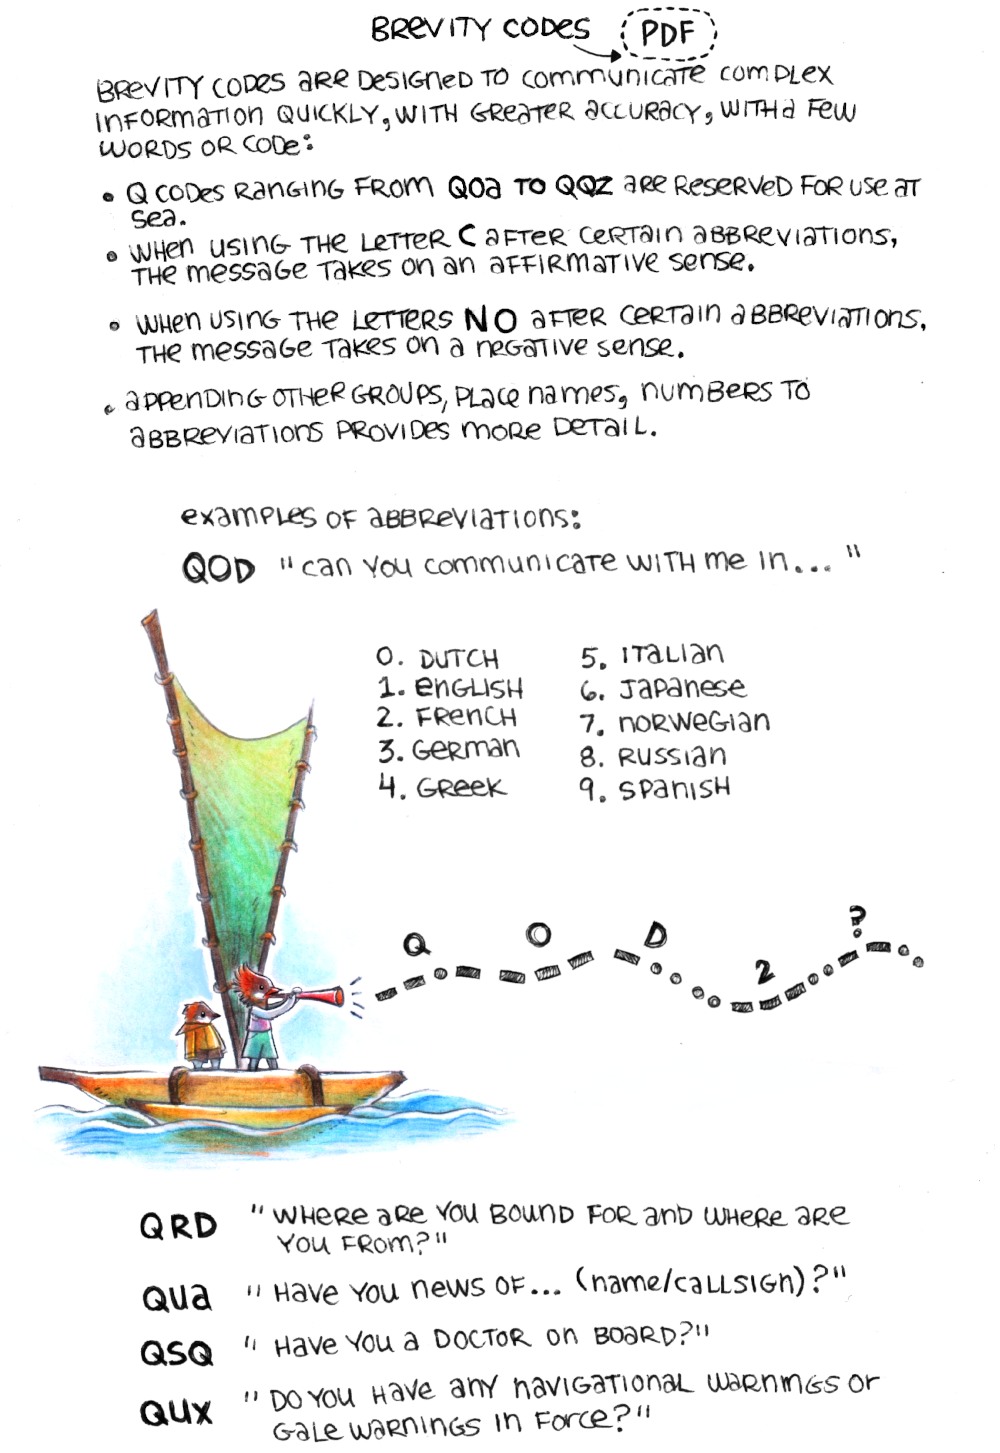 BREVITY CODES PDF
BREVITY CODES ARE DESIGNED TO COMMUNICATE COMPLEX
INFORMATION QUICKLY, WITH GREATER ACCURACY, WITH A FEW
WORDS OR CODE:
• Q CODES RANGING FROM QOA TO QQZ ARE RESERVED FOR USE AT
SEA.
• WHEN USING THE LETTER C AFTER CERTAIN ABBREVIATIONS,
THE MESSAGE TAKES ON AN AFFIRMATIVE SENSE.
• WHEN USING THE LETTERS NO AFTER CERTAIN ABBREVIATIONS,
THE MESSAGE TAKES ON A NEGATIVE SENSE.
• APPENDING OTHER GROUPS, PLACE NAMES, NUMBERS TO
ABBREVIATIONS PROVIDES MORE DETAIL.
EXAMPLES OF ABBREVIATIONS:
QOD "CAN YOU COMMUNICATE WITH ME IN... "
0. DUTCH
1. ENGLISH
2. FRENCH
3. GERMAN
4. GREEK
5. ITALIAN
6. JAPANESE
7. NORWEGIAN
8. RUSSIAN
9. SPANISH
Q O D 2 ?
QRD "WHERE ARE YOU BOUND FOR AND WHERE ARE
YOU FROM?"
QUA "HAVE YOU NEWS OF... (NAME/CALLSIGN)?"
QSQ "HAVE YOU A DOCTOR ON BOARD?"
QUX "DO YOU HAVE ANY NAVIGATIONAL WARNINGS OR
GALE WARNINGS IN FORCE?"